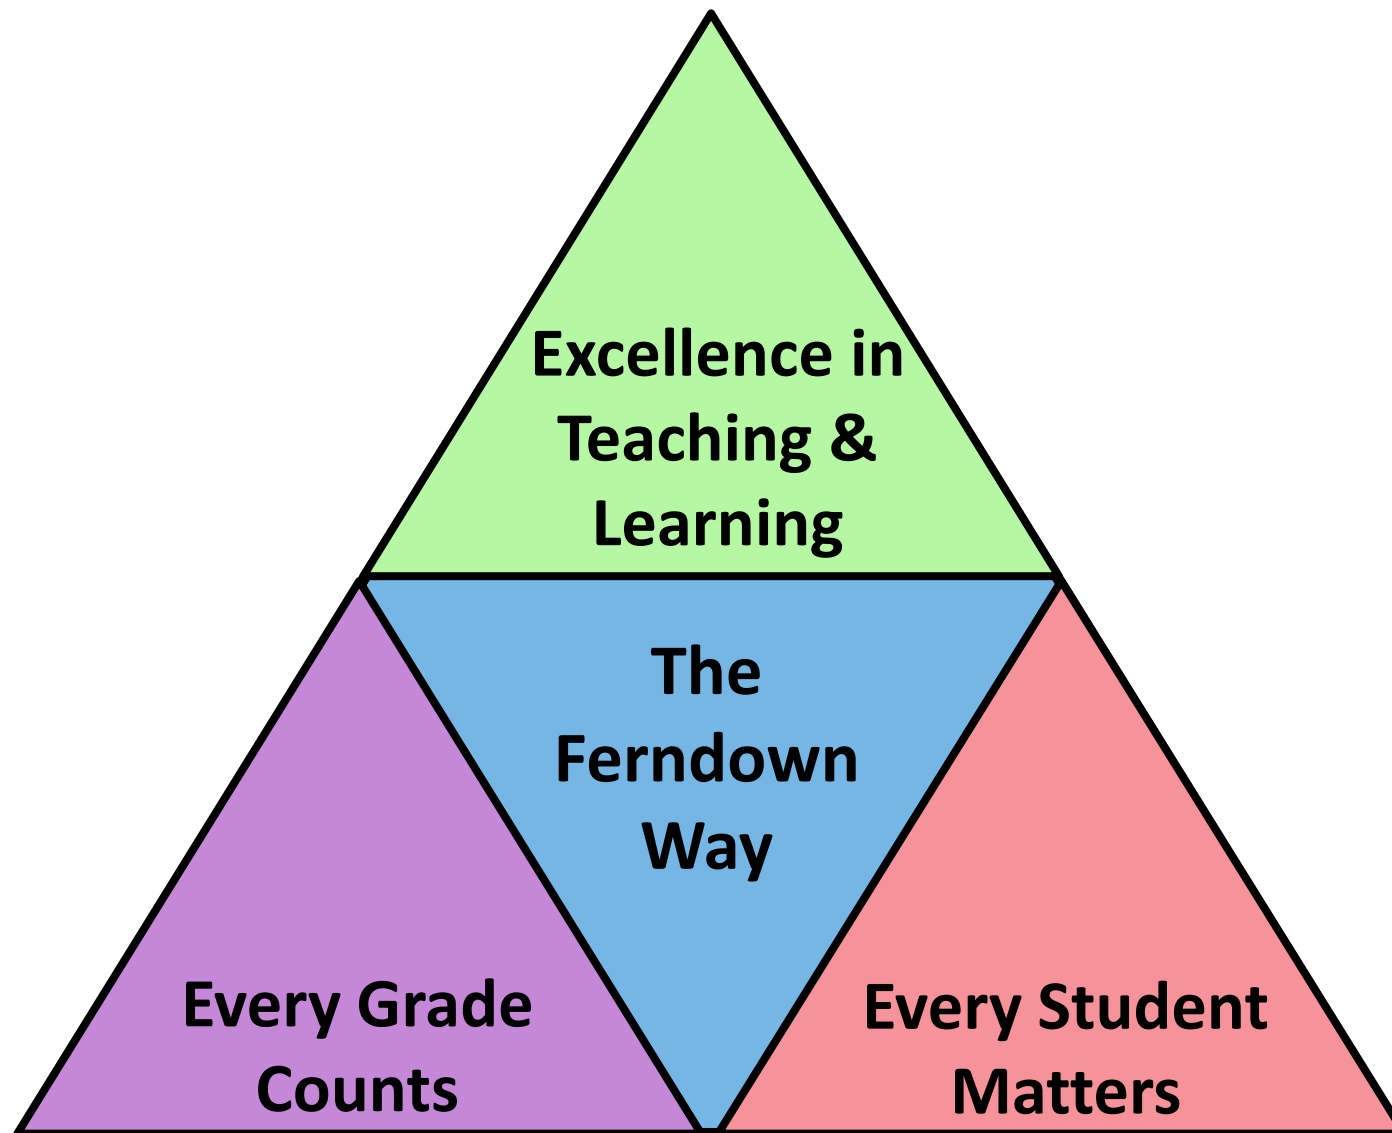 Excellence in
Teaching &
Learning
The
Ferndown
Way
Every Grade
Counts
Every Student
Matters